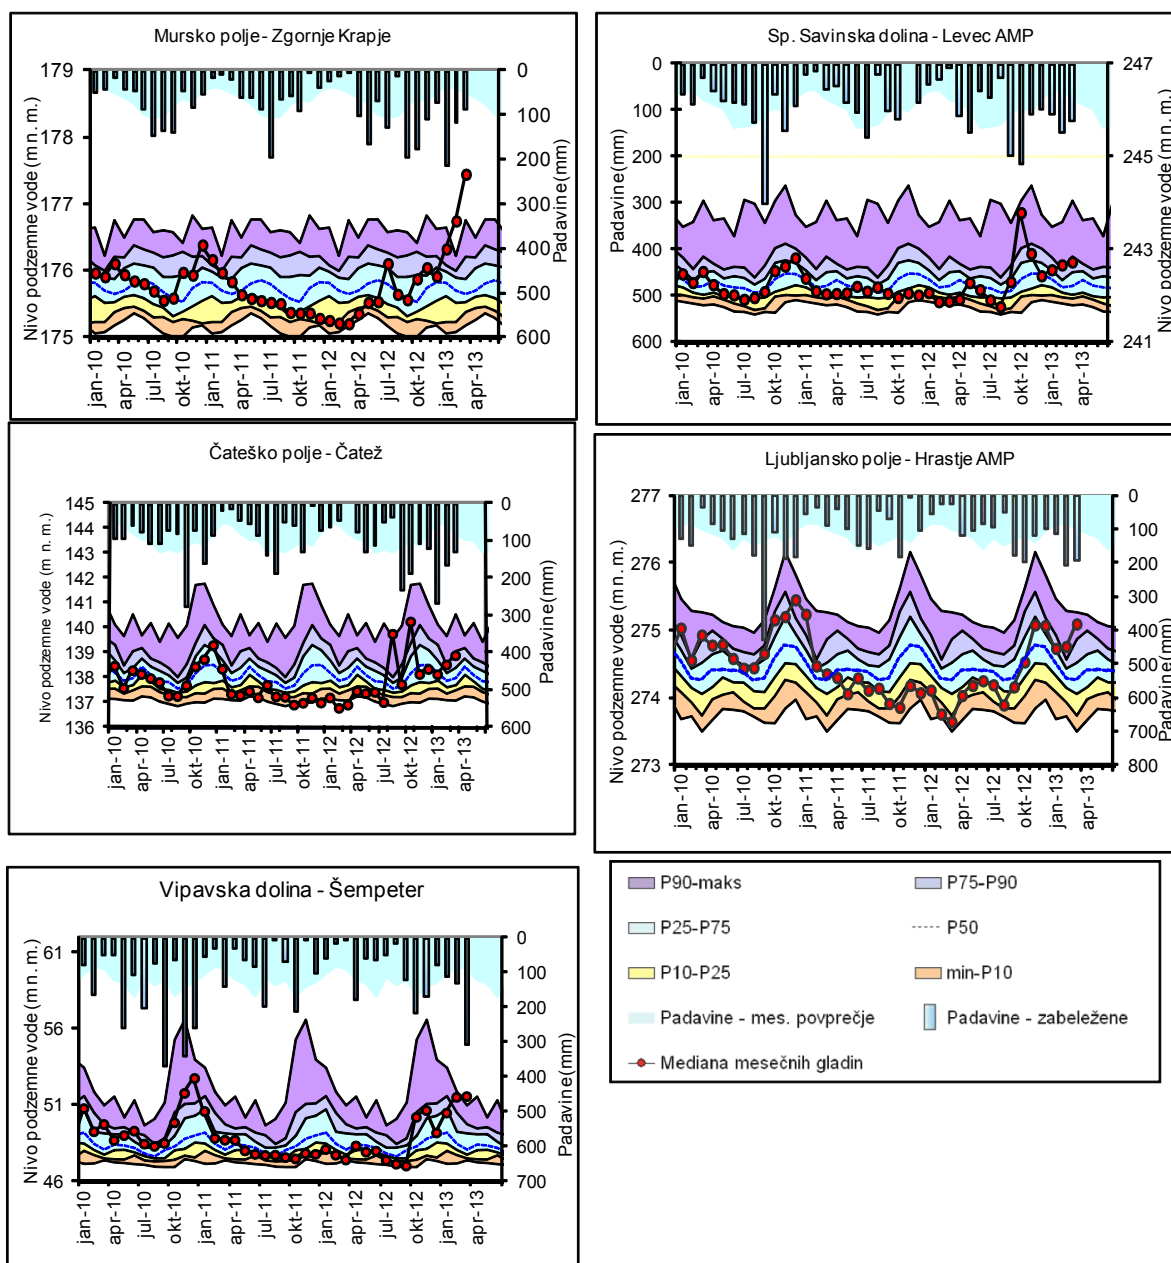 Mursko polje - Zgornje Krapje
Nivo podzemne vode (m n. m.)
179
178
177
176
175
0
100
200
300
400
500
600
Padavine (mm)
jan-10
apr-10
jul-10
okt-10
jan-11
apr-11
jul-11
okt-11
jan-12
apr-12
jul-12
okt-12
jan-13
apr-13
Sp. Savinska dolina - Levec AMP
Padavine (mm)
0
100
200
300
400
500
600
247
245
243
241
Nivo podzemne vode (m n. m.)
jan-10
apr-10
jul-10
okt-10
jan-11
apr-11
jul-11
okt-11
jan-12
apr-12
jul-12
okt-12
jan-13
apr-13
Čateško polje - Čatež
Nivo podzemne vode (m n. m.)
145
144
143
142
141
140
139
138
137
136
0
100
200
300
400
500
600
Padavine (mm)
jan-10
apr-10
jul-10
okt-10
jan-11
apr-11
jul-11
okt-11
jan-12
apr-12
jul-12
okt-12
jan-13
apr-13
Ljubljansko polje - Hrastje AMP
Nivo podzemne vode (m n. m.)
277
276
275
274
273
0
100
200
300
400
500
600
700
800
Padavine (mm)
jan-10
apr-10
jul-10
okt-10
jan-11
apr-11
jul-11
okt-11
jan-12
apr-12
jul-12
okt-12
jan-13
apr-13
Vipavska dolina - Šempeter
Nivo podzemne vode (m n. m.)
61
56
51
46
0
100
200
300
400
500
600
700
Padavine (mm)
jan-10
apr-10
jul-10
okt-10
jan-11
apr-11
jul-11
okt-11
jan-12
apr-12
jul-12
okt-12
jan-13
apr-13
P90-maks
P75-P90
P25-P75
P50
P10-P25
min-P10
Padavine - mes. povprečje
Padavine - zabeležene
Mediana mesečnih gladin